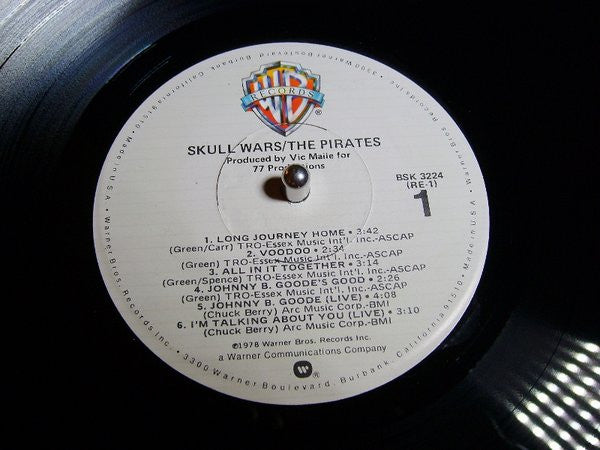 WB
RECORDS
®
SKULL WARS/THE PIRATES
Produced by Vic Maile for
77 Productions
BSK 3224
(RE-1)
1
1. LONG JOURNEY HOME • 3:42
(Green/Carr) TRO-Essex Music Int'l. Inc.-ASCAP
2. VOODOO • 2:34
(Green) TRO-Essex Music Int'l. Inc.-ASCAP
3. ALL IN IT TOGETHER • 3:14
(Green/Spence) TRO-Essex Music Int'l. Inc.-ASCAP
4. JOHNNY B. GOODE'S GOOD • 2:26
(Green) TRO-Essex Music Int'l. Inc.-ASCAP
5. JOHNNY B. GOODE (LIVE) • 4:08
(Chuck Berry) Arc Music Corp.-BMI
6. I'M TALKING ABOUT YOU (LIVE) • 3:10
(Chuck Berry) Arc Music Corp.-BMI
℗1978 Warner Bros. Records Inc.
a Warner Communications Company
Warner Bros. Records Inc. • 3300 Warner Boulevard, Burbank, California 91510 • Made in U.S.A.